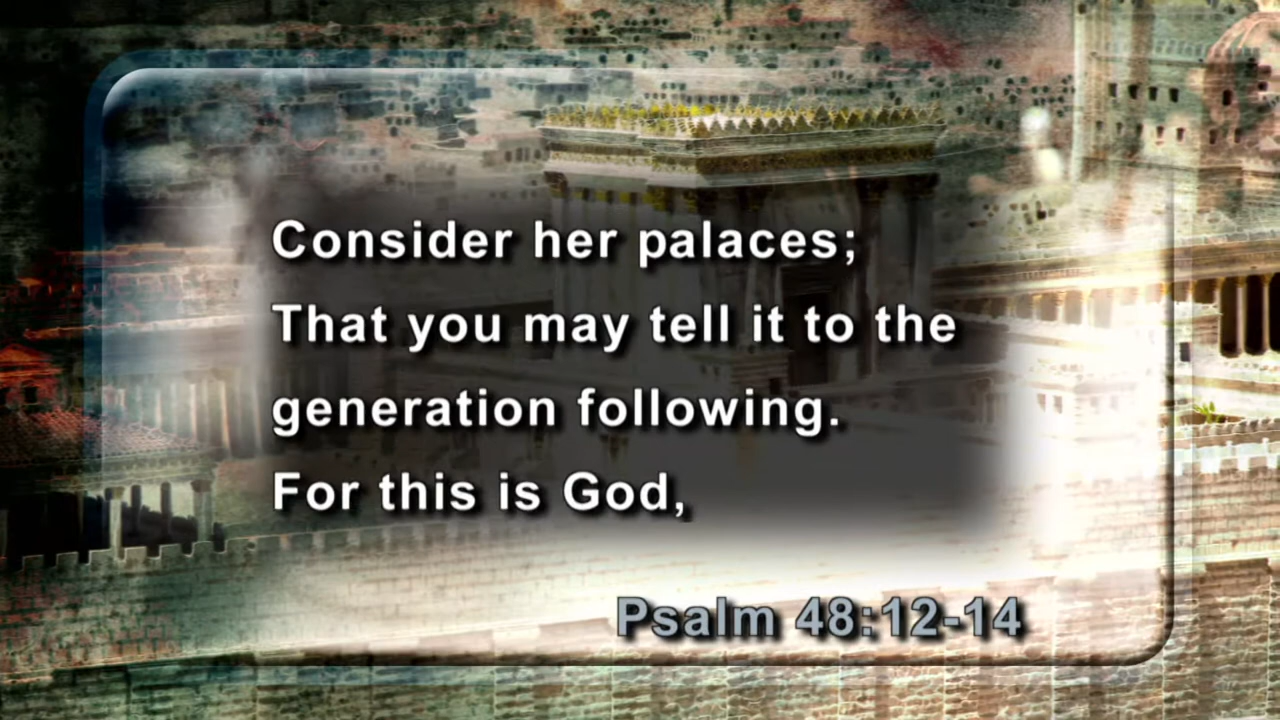 Consider her palaces;
That you may tell it to the
generation following.
For this is God,
Psalm 48:12-14